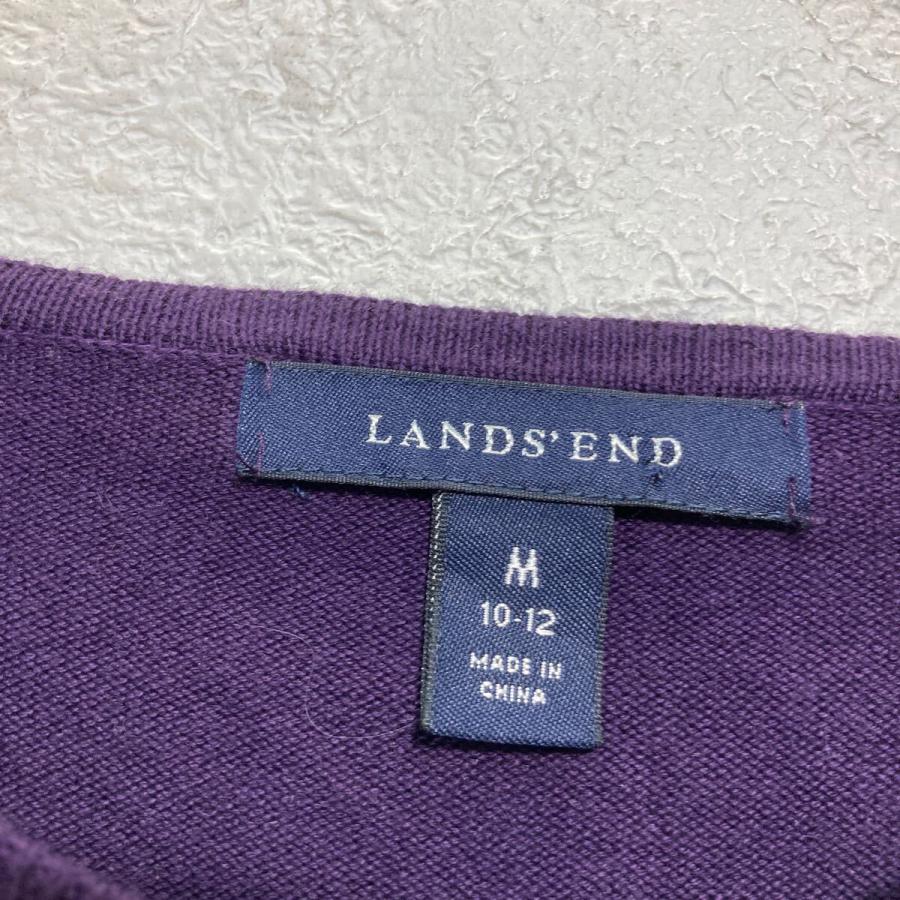 LANDS' END
M
10-12
MADE IN
CHINA